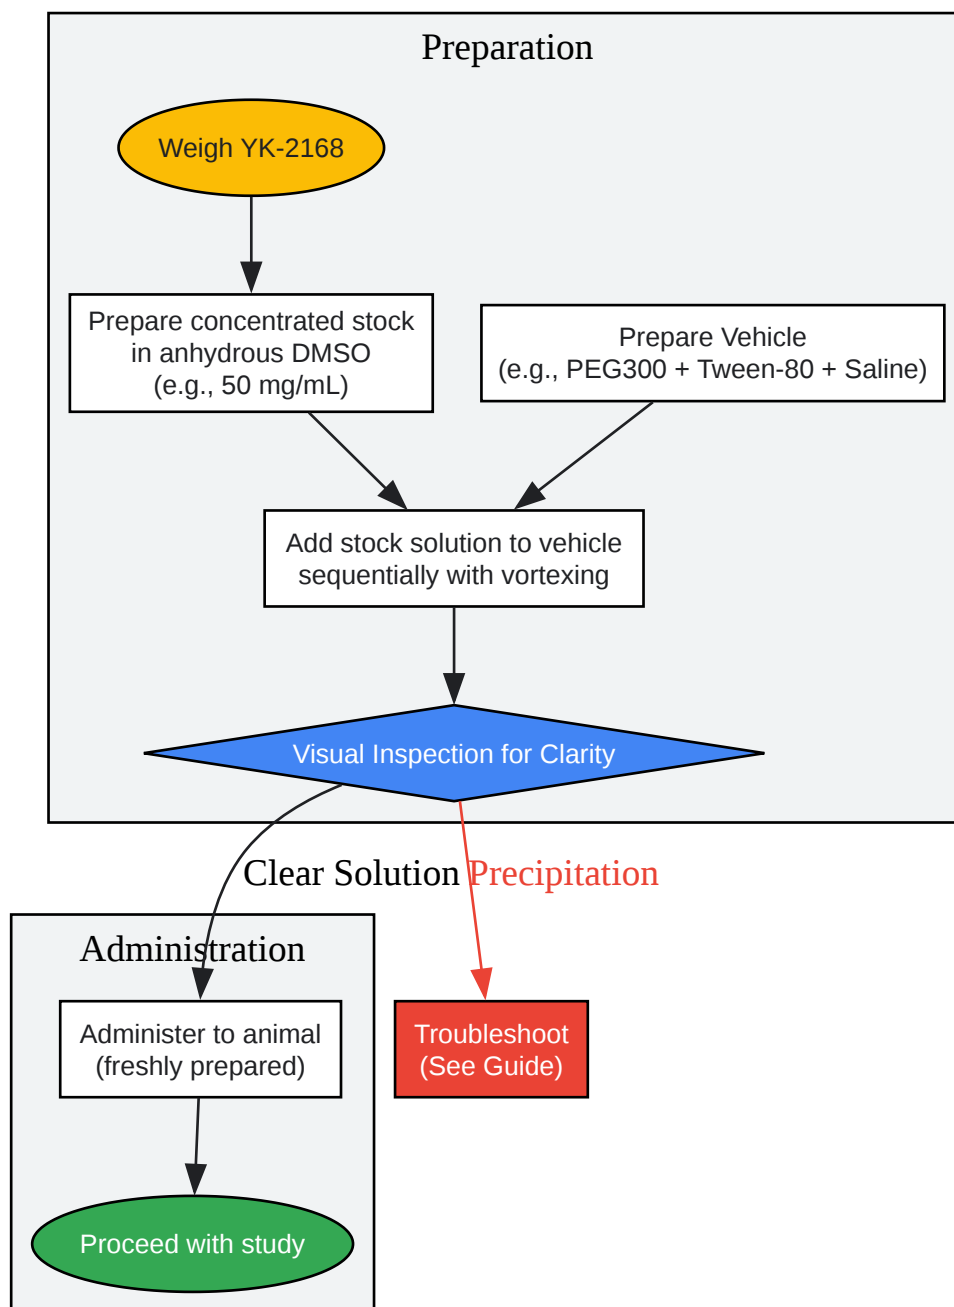 Preparation
Weigh YK-2168
Prepare concentrated stock
in anhydrous DMSO
(e.g., 50 mg/mL)
Prepare Vehicle
(e.g., PEG300 + Tween-80 + Saline)
Add stock solution to vehicle
sequentially with vortexing
Visual Inspection for Clarity
Clear Solution
Precipitation
Administration
Administer to animal
(freshly prepared)
Troubleshoot
(See Guide)
Proceed with study